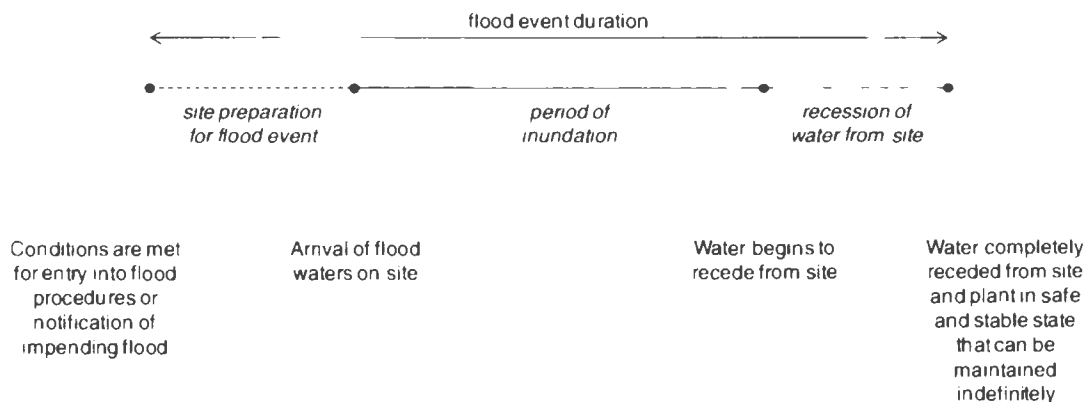 flood event duration
site preparation
for flood event
period of
inundation
recession of
water from site
Conditions are met
for entry into flood
procedures or
notification of
impending flood
Arrival of flood
waters on site
Water begins to
recede from site
Water completely
receded from site
and plant in safe
and stable state
that can be
maintained
indefinitely